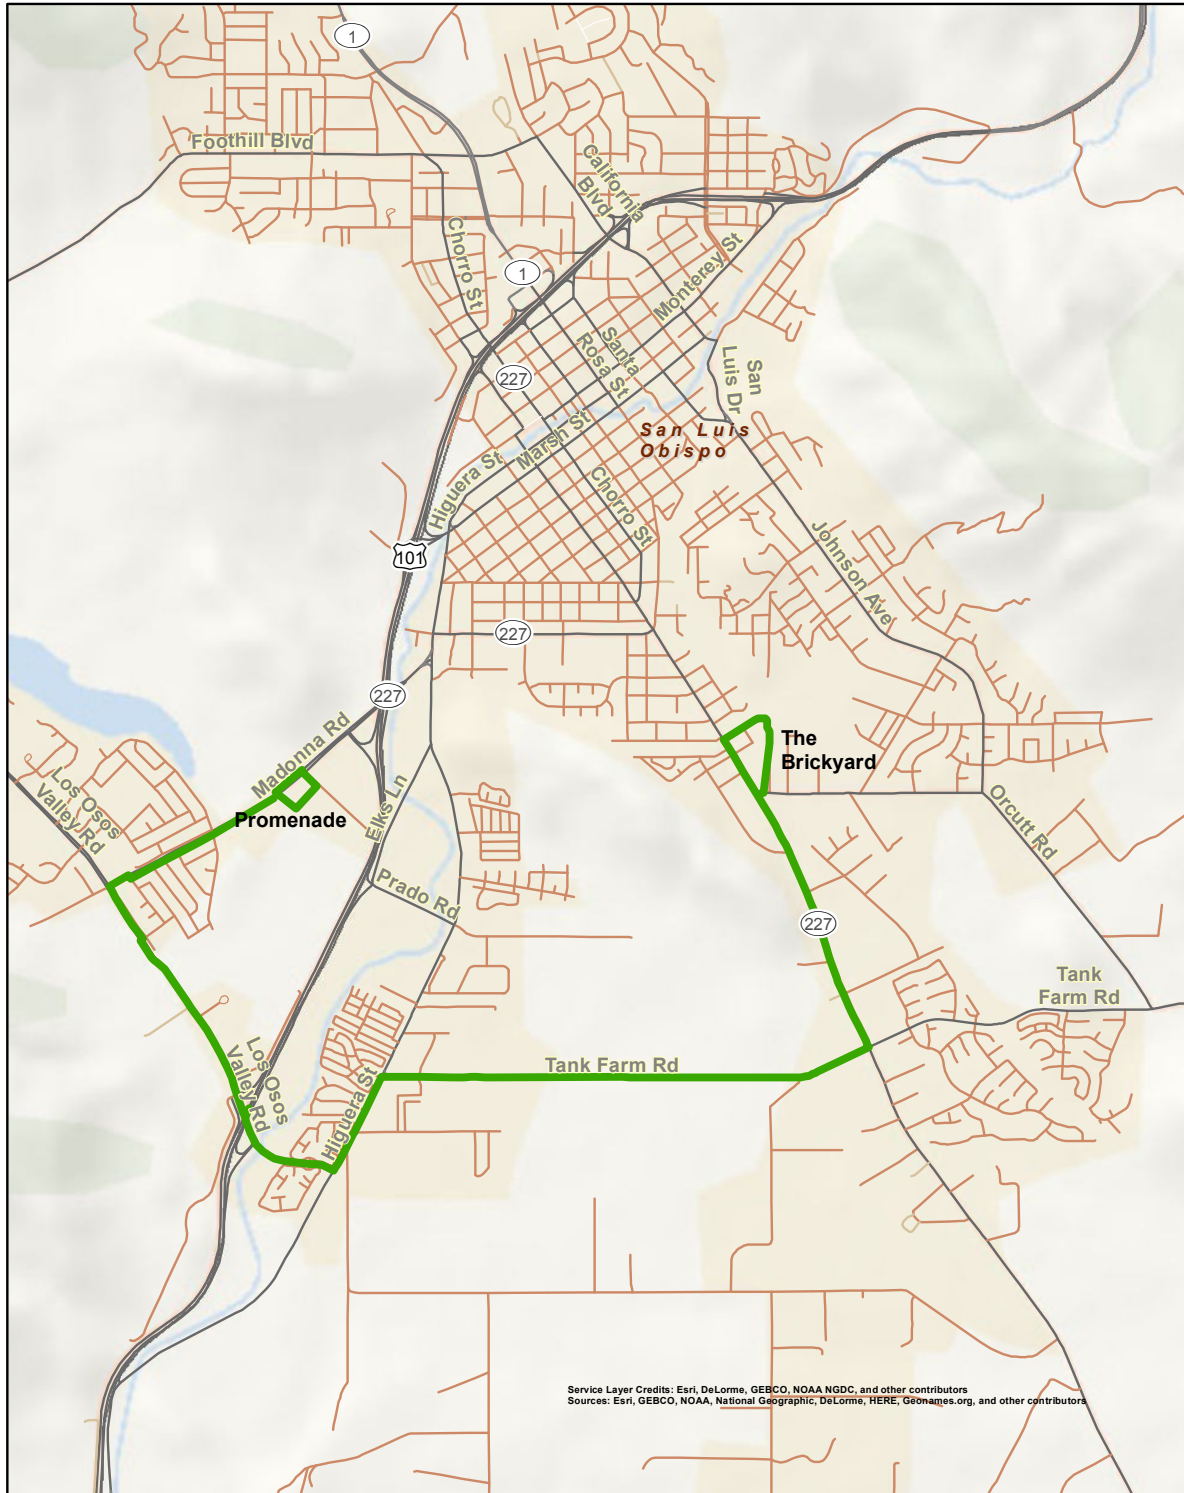 1
Foothill Blvd
California
Blvd
Chorro St
1
Monterey St
Santa
Rosa St
San
Luis Dr
227
San Luis
Obispo
Marsh St
Higuera St
Chorro St
101
Johnson Ave
227
227
Madonna Rd
The
Brickyard
Los Osos
Valley Rd
Promenade
Elks Ln
Orcutt Rd
Prado Rd
227
Tank
Farm Rd
Los Osos
Valley Rd
Tank Farm Rd
Higuera St
Service Layer Credits: Esri, DeLorme, GEBCO, NOAA NGDC, and other contributors
Sources: Esri, GEBCO, NOAA, National Geographic, DeLorme, HERE, Geonames.org, and other contributors